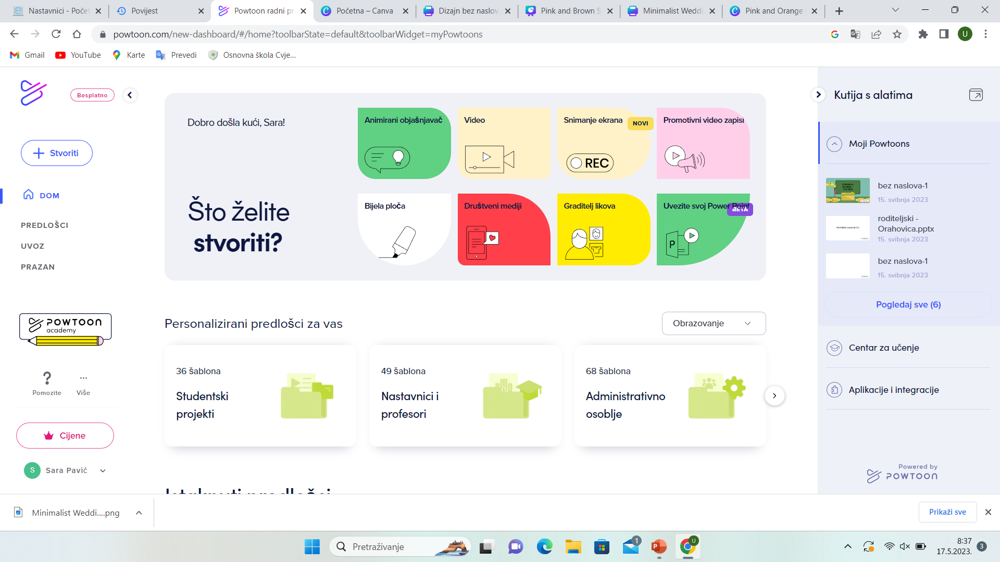 Nastavnici - Počet
Povijest
Powtoon radni pr
Početna – Canva
Dizajn bez naslova
Pink and Brown S
Minimalist Weddi
Pink and Orange
powtoon.com/new-dashboard/#/home?toolbarState=default&toolbarWidget=myPowtoons
U
Gmail
YouTube
Karte
Prevedi
Osnovna škola Cvje...
Besplatno
Stvoriti
DOM
PREDLOŠCI
UVOZ
PRAZAN
POWTOON
academy
Pomozite
Više
Cijene
S
Sara Pavić
Dobro došla kući, Sara!
Što želite
stvoriti?
Animirani objašnjavač
Video
Snimanje ekrana
NOVI
REC
Promotivni video zapisi
Bijela ploča
Društveni mediji
Graditelj likova
Uvezite svoj Power Point
BETA
P
Personalizirani predlošci za vas
Obrazovanje
36 šablona
Studentski
projekti
49 šablona
Nastavnici i
profesori
68 šablona
Administrativno
osoblje
Istaknuti predlošci
Kutija s alatima
Moji Powtoons
bez naslova-1
15. svibnja 2023
roditeljski -
Orahovica.pptx
15. svibnja 2023
bez naslova-1
15. svibnja 2023
Pogledaj sve (6)
Centar za učenje
Aplikacije i integracije
Powered by
POWTOON
Minimalist Weddi....png
Prikaži sve
Pretraživanje
1
U
8:37
17.5.2023.
3